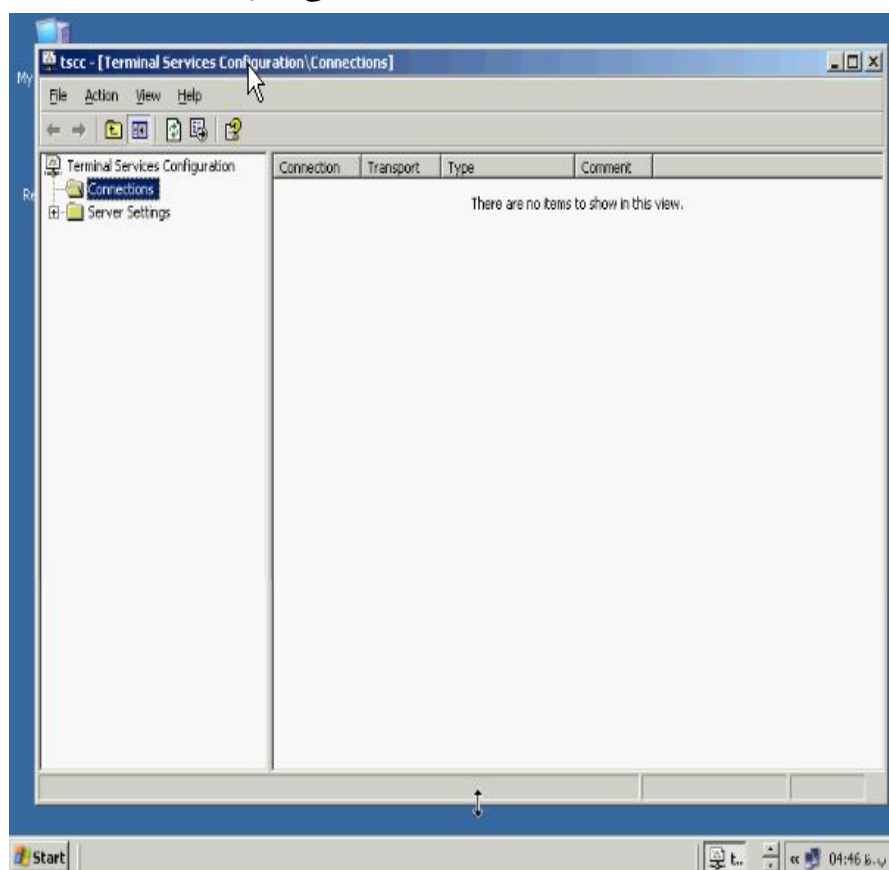 My
tscc - [Terminal Services Configuration\Connections]
File Action View Help
Terminal Services Configuration
Connections
Server Settings
Connection Transport Type Comment
There are no items to show in this view.
Re
Start
t..
04:46 ب.ظ